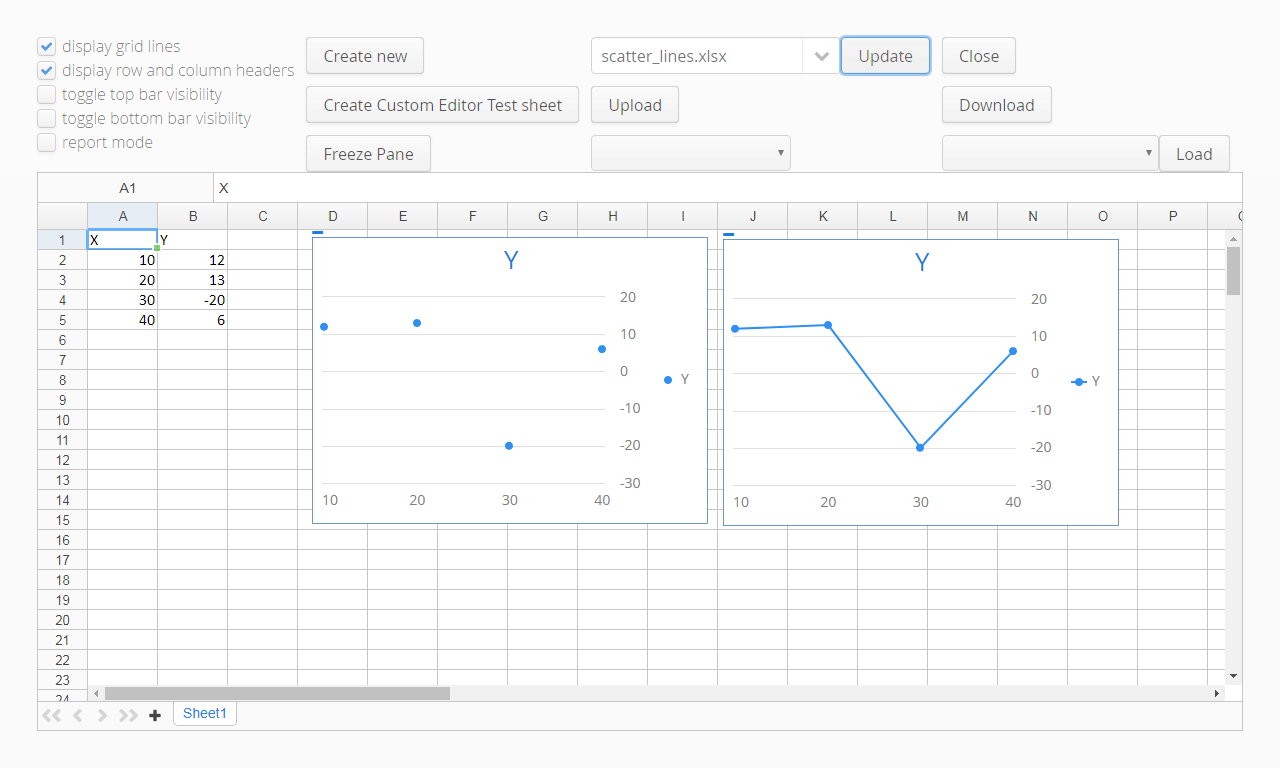 display grid lines
display row and column headers
toggle top bar visibility
toggle bottom bar visibility
report mode
Create new
scatter_lines.xlsx
Update
Close
Create Custom Editor Test sheet
Upload
Download
Freeze Pane
Load
A1 X
A B C D E F G H I J K L M N O P
1 X Y
2 10 12
3 20 13
4 30 -20
5 40 6
6
7
8
9
10
11
12
13
14
15
16
17
18
19
20
21
22
23
24
Y
20
10
0
-10
-20
-30
10 20 30 40
Y
Y
20
10
0
-10
-20
-30
10 20 30 40
Y
Sheet1